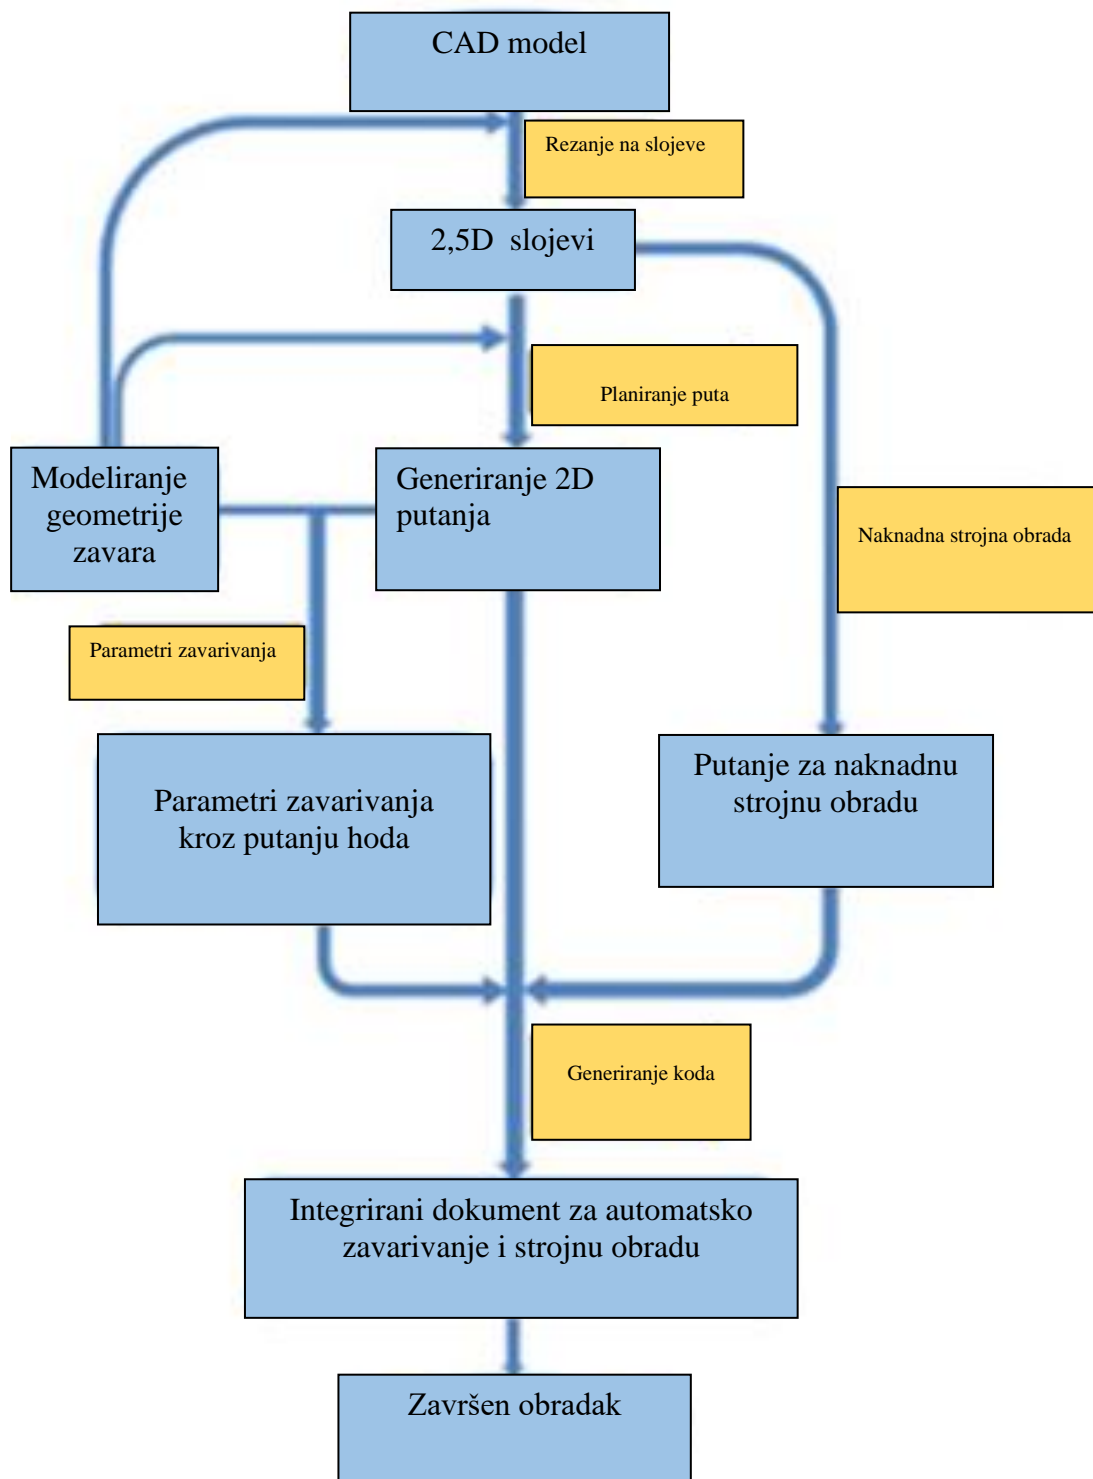 CAD model
Rezanje na slojeve
2,5D slojevi
Planiranje puta
Modeliranje
geometrije
zavara
Generiranje 2D
putanja
Naknadna strojna obrada
Parametri zavarivanja
Parametri zavarivanja
kroz putanju hoda
Putanje za naknadnu
strojnu obradu
Generiranje koda
Integrirani dokument za automatsko
zavarivanje i strojnu obradu
Završen obradak